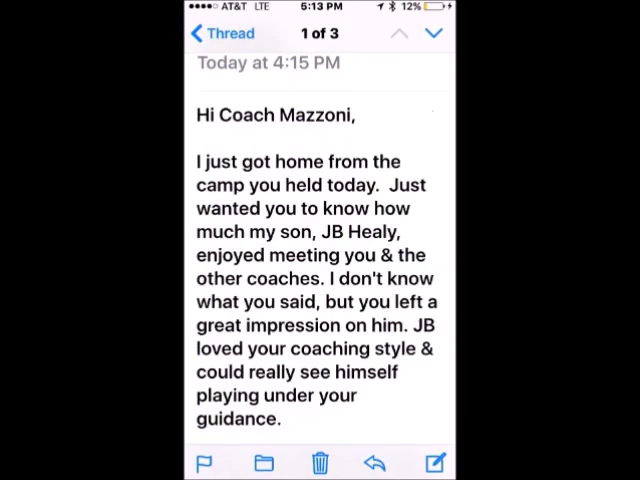 AT&T LTE 5:13 PM 12%
Thread 1 of 3
Today at 4:15 PM
Hi Coach Mazzoni,
I just got home from the
camp you held today.  Just
wanted you to know how
much my son, JB Healy,
enjoyed meeting you & the
other coaches. I don't know
what you said, but you left a
great impression on him. JB
loved your coaching style &
could really see himself
playing under your
guidance.